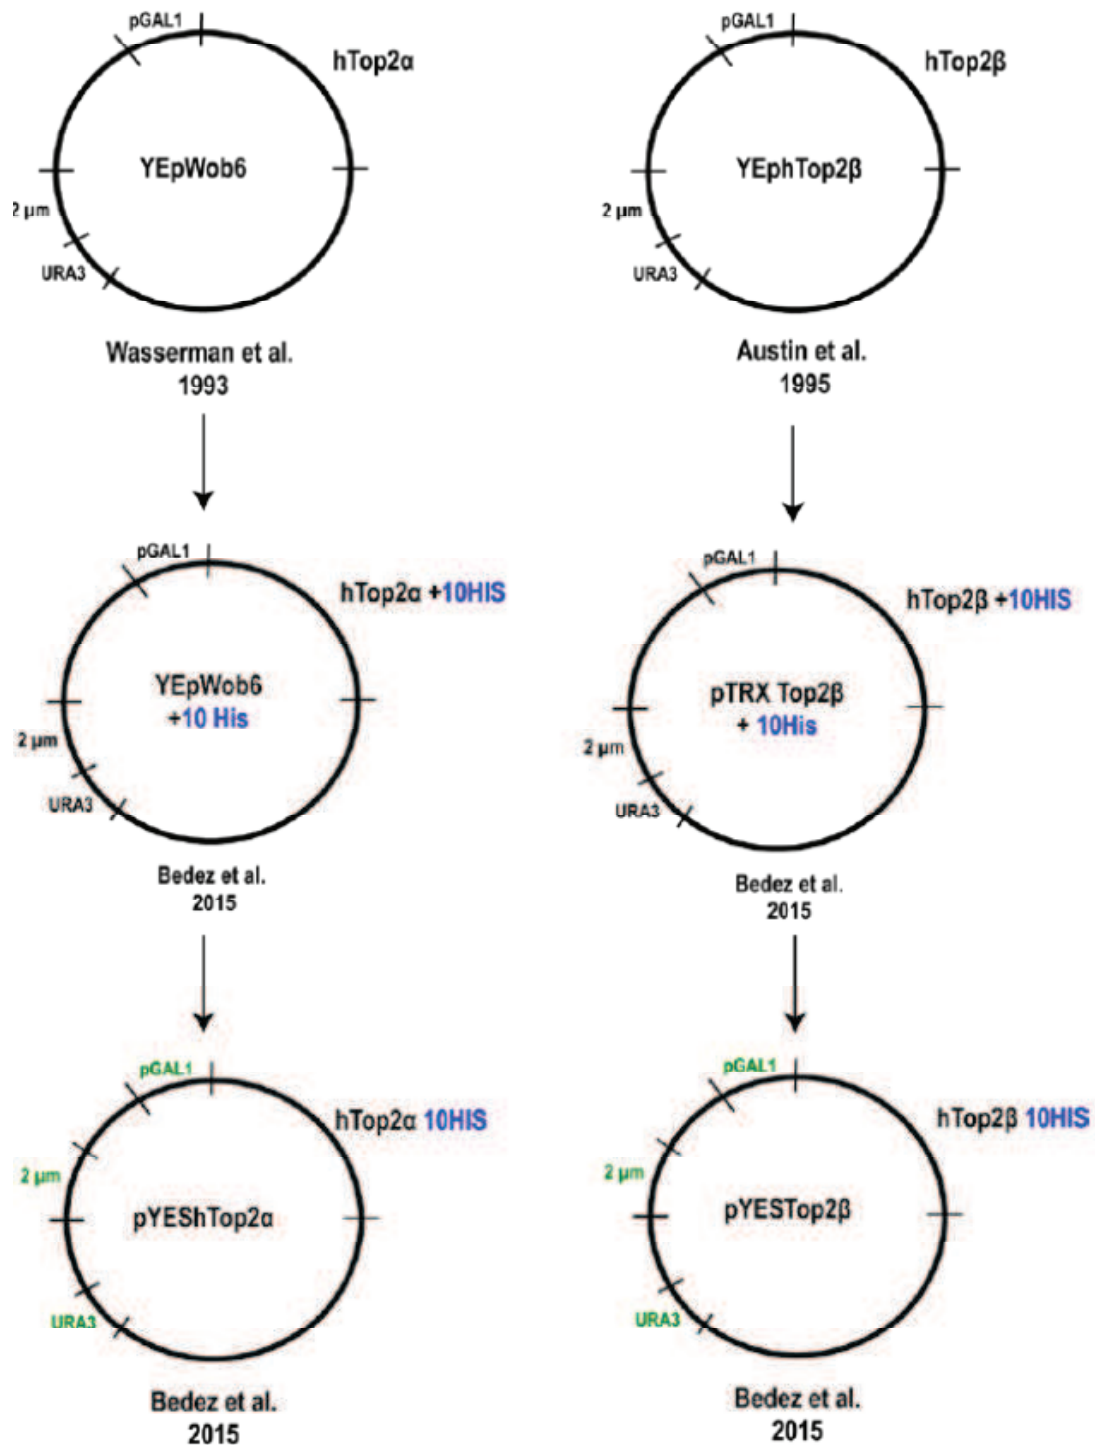 pGAL1
hTop2α
YEpWob6
2 µm
URA3
Wasserman et al.
1993
pGAL1
hTop2β
YEphTop2β
2 µm
URA3
Austin et al.
1995
pGAL1
hTop2α +10HIS
YEpWob6
+10 His
2 µm
URA3
Bedez et al.
2015
pGAL1
hTop2β +10HIS
pTRX Top2β
+ 10His
2 µm
URA3
Bedez et al.
2015
pGAL1
hTop2α 10HIS
2 µm
pYEShTop2α
URA3
Bedez et al.
2015
pGAL1
hTop2β 10HIS
2 µm
pYESTop2β
URA3
Bedez et al.
2015